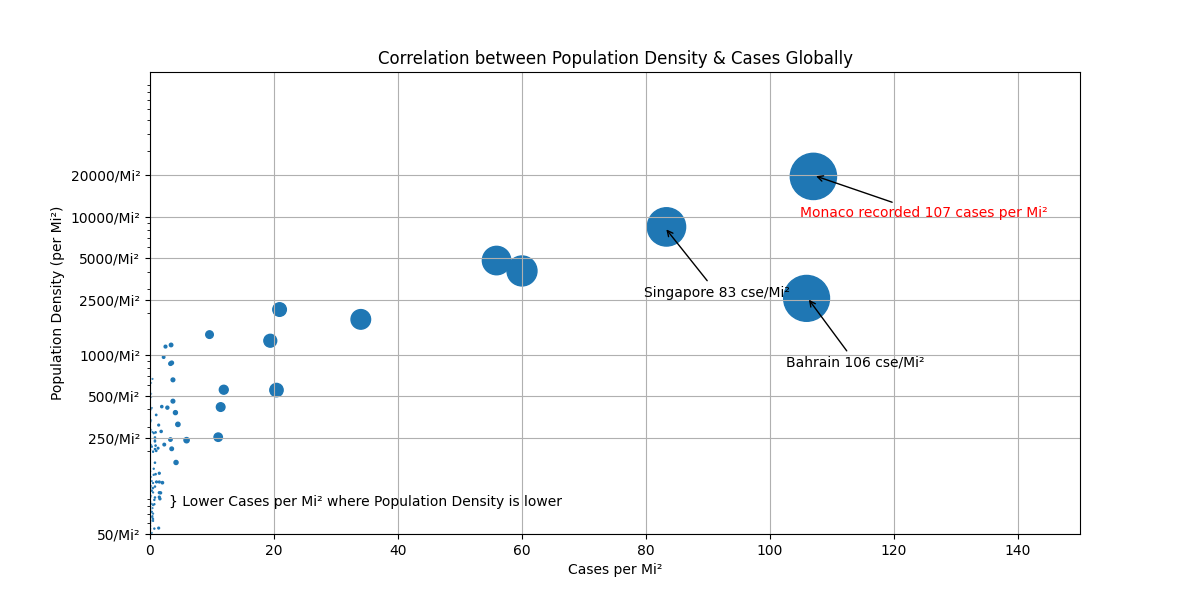 Correlation between Population Density & Cases Globally
Population Density (per Mi²)
20000/Mi²
10000/Mi²
5000/Mi²
2500/Mi²
1000/Mi²
500/Mi²
250/Mi²
50/Mi²
Monaco recorded 107 cases per Mi²
Singapore 83 cse/Mi²
Bahrain 106 cse/Mi²
} Lower Cases per Mi² where Population Density is lower
0 20 40 60 80 100 120 140
Cases per Mi²